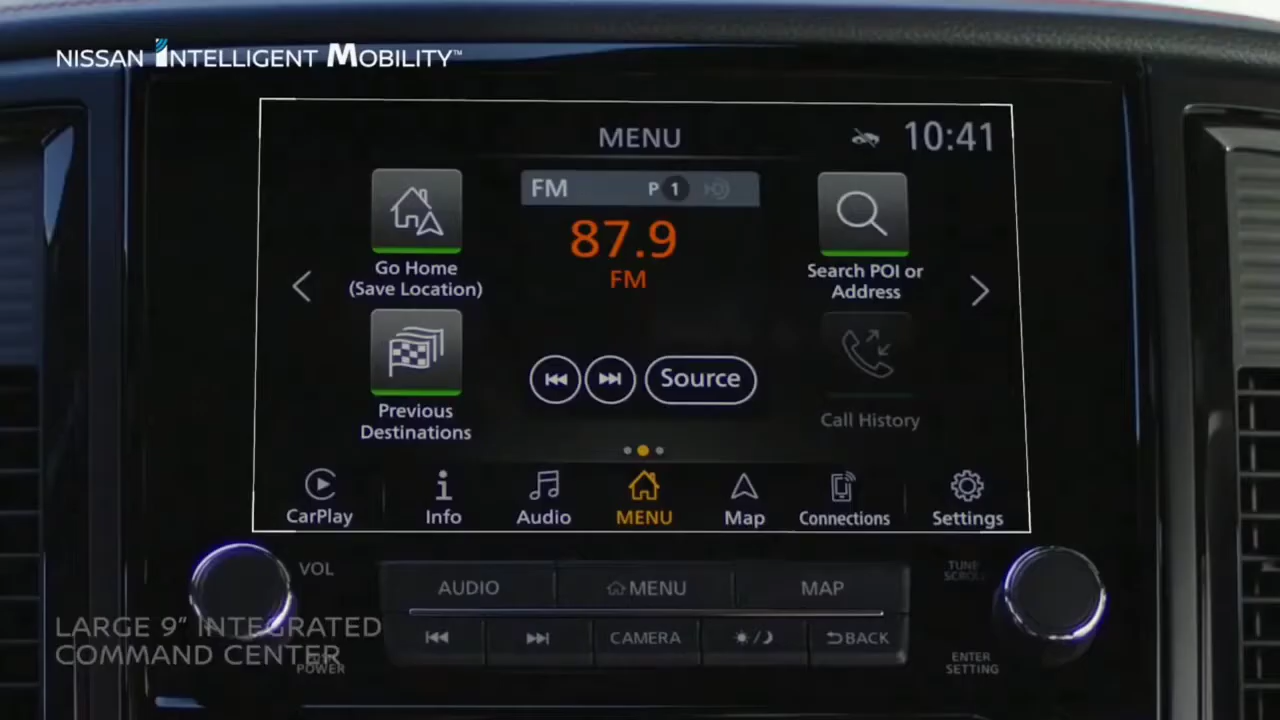 NISSAN INTELLIGENT MOBILITY™
MENU
10:41
FM P 1
87.9
FM
Go Home
(Save Location)
Search POI or
Address
Previous
Destinations
Source
Call History
CarPlay
Info
Audio
MENU
Map
Connections
Settings
VOL
TUNE
SCROLL
AUDIO
MENU
MAP
LARGE 9” INTEGRATED
COMMAND CENTER
CAMERA
BACK
POWER
ENTER
SETTING